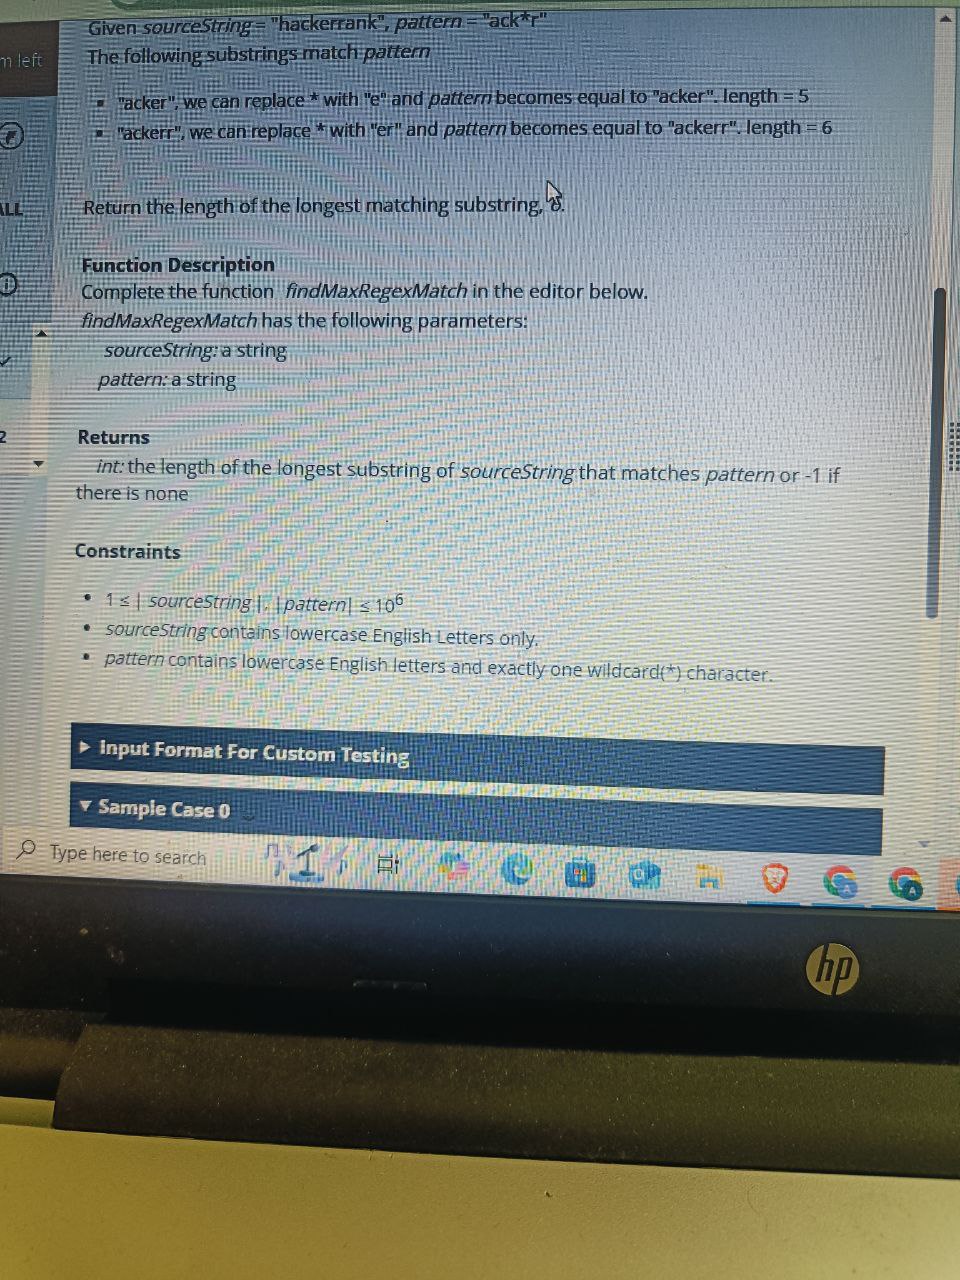 Given sourceString = "hackerrank", pattern = "ack*r"
m left
The following substrings match pattern
"acker", we can replace * with "e" and pattern becomes equal to "acker". length = 5
"ackerr", we can replace * with "er" and pattern becomes equal to "ackerr". length = 6
ALL
Return the length of the longest matching substring, 6.
Function Description
Complete the function findMaxRegexMatch in the editor below.
findMaxRegexMatch has the following parameters:
sourceString: a string
pattern: a string
2
Returns
int: the length of the longest substring of sourceString that matches pattern or -1 if
there is none
Constraints
• 1 ≤ | sourceString |, |pattern| ≤ 10⁶
• sourceString contains lowercase English Letters only.
• pattern contains lowercase English letters and exactly one wildcard(*) character.
Input Format For Custom Testing
Sample Case 0
Type here to search
hp